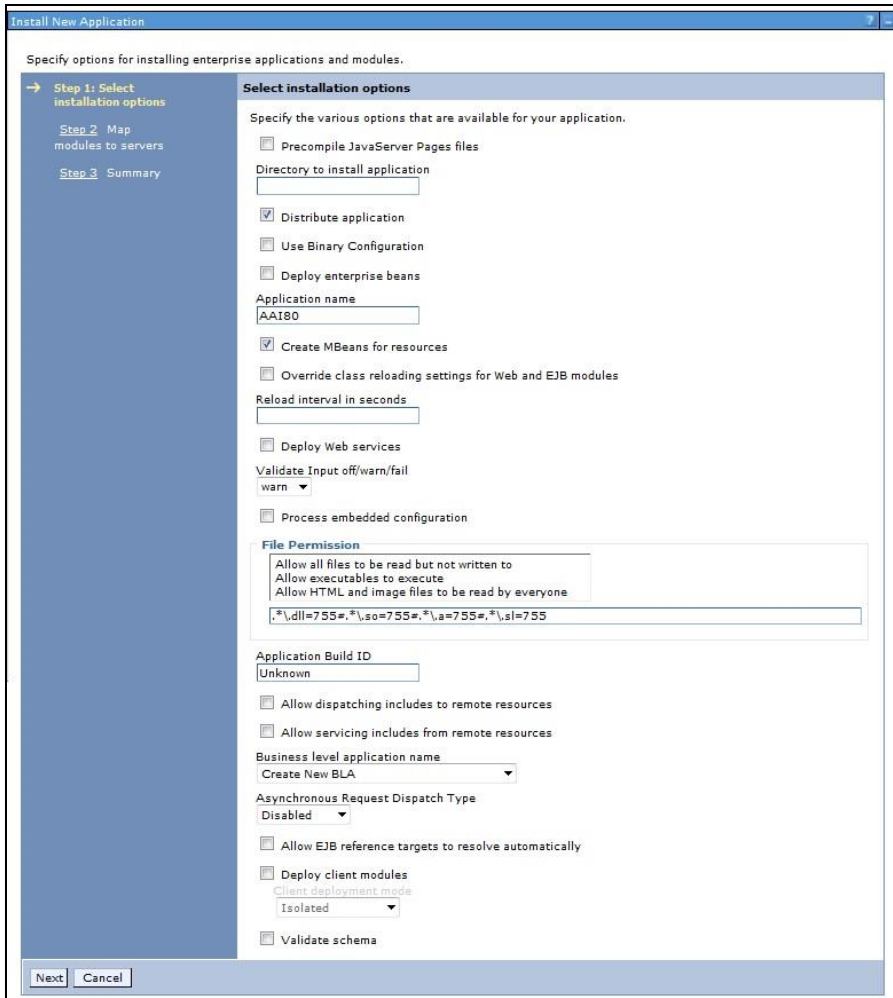 Install New Application
?
Specify options for installing enterprise applications and modules.
Step 1: Select
installation options
Step 2 Map
modules to servers
Step 3 Summary
Select installation options
Specify the various options that are available for your application.
Precompile JavaServer Pages files
Directory to install application
Distribute application
Use Binary Configuration
Deploy enterprise beans
Application name
AAI80
Create MBeans for resources
Override class reloading settings for Web and EJB modules
Reload interval in seconds
Deploy Web services
Validate Input off/warn/fail
warn
Process embedded configuration
File Permission
Allow all files to be read but not written to
Allow executables to execute
Allow HTML and image files to be read by everyone
.*\.dll=755#.*\.so=755#.*\.a=755#.*\.sl=755
Application Build ID
Unknown
Allow dispatching includes to remote resources
Allow servicing includes from remote resources
Business level application name
Create New BLA
Asynchronous Request Dispatch Type
Disabled
Allow EJB reference targets to resolve automatically
Deploy client modules
Client deployment mode
Isolated
Validate schema
Next Cancel